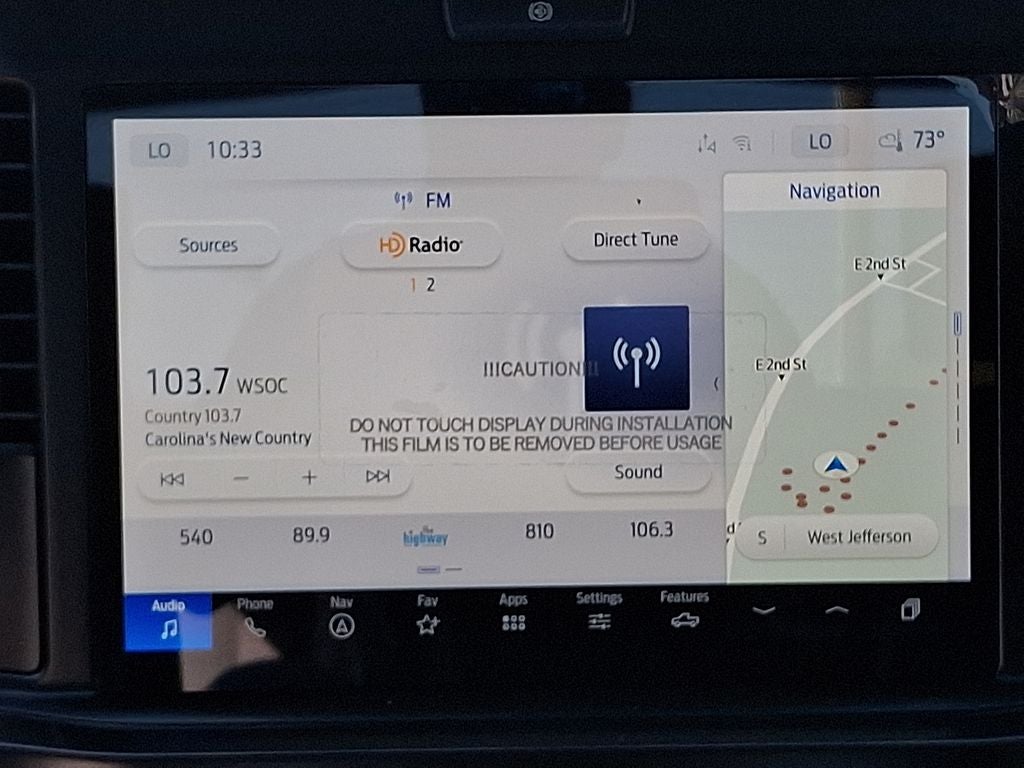 LO 10:33 LO 73°
FM
Navigation
Sources HD Radio Direct Tune
1 2
E 2nd St
E 2nd St
103.7 WSOC
Country 103.7
Carolina's New Country
!!!CAUTION!!!
DO NOT TOUCH DISPLAY DURING INSTALLATION
THIS FILM IS TO BE REMOVED BEFORE USAGE
Sound
540 89.9 the highway 810 106.3
S West Jefferson
Audio Phone Nav Fav Apps Settings Features